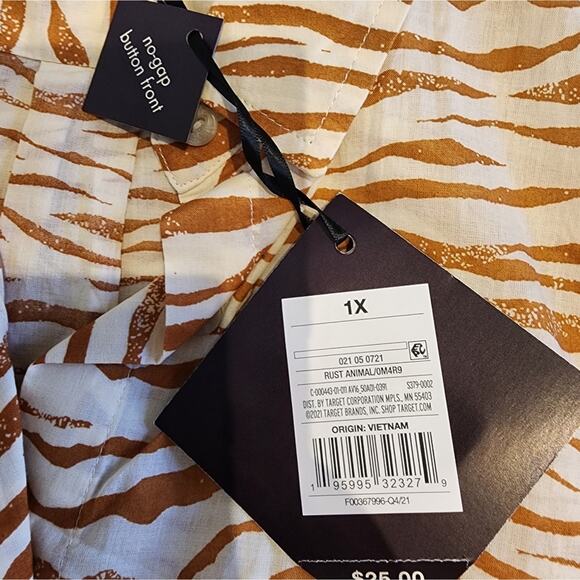 no-gap
button front
1X
021 05 0721
RUST ANIMAL/0M4R9
C-000443-01-011 AV16_S0A01-0391 S379-0002
DIST. BY TARGET CORPORATION MPLS., MN 55403
©2021 TARGET BRANDS, INC. SHOP TARGET.COM
ORIGIN: VIETNAM
1 95995 32327 9
F00367996-Q4/21
$25.00